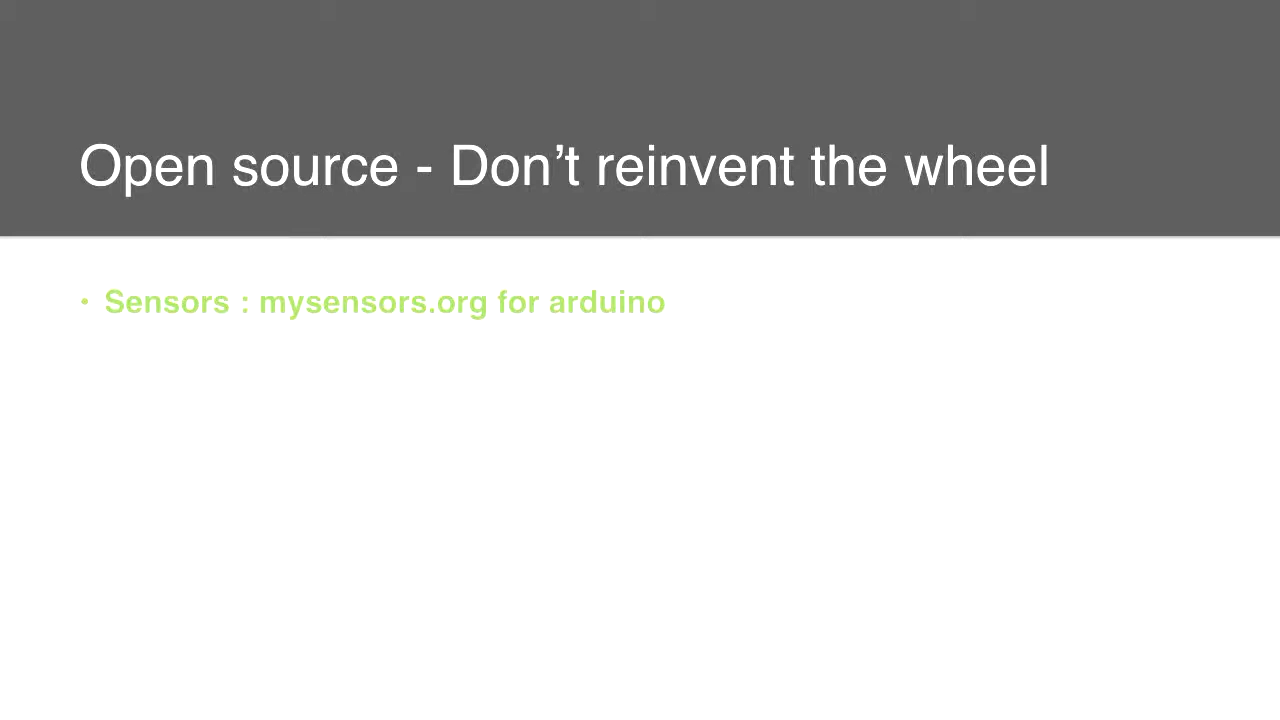 Open source - Don’t reinvent the wheel
• Sensors : mysensors.org for arduino